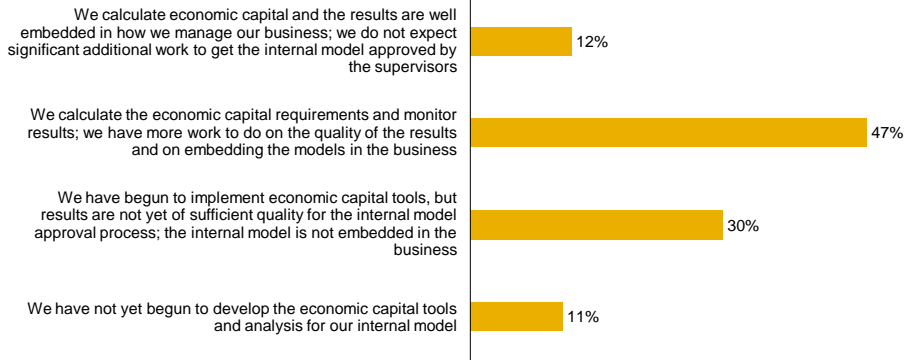 We calculate economic capital and the results are well
embedded in how we manage our business; we do not expect
significant additional work to get the internal model approved by
the supervisors
12%
We calculate the economic capital requirements and monitor
results; we have more work to do on the quality of the results
and on embedding the models in the business
47%
We have begun to implement economic capital tools, but
results are not yet of sufficient quality for the internal model
approval process; the internal model is not embedded in the
business
30%
We have not yet begun to develop the economic capital tools
and analysis for our internal model
11%